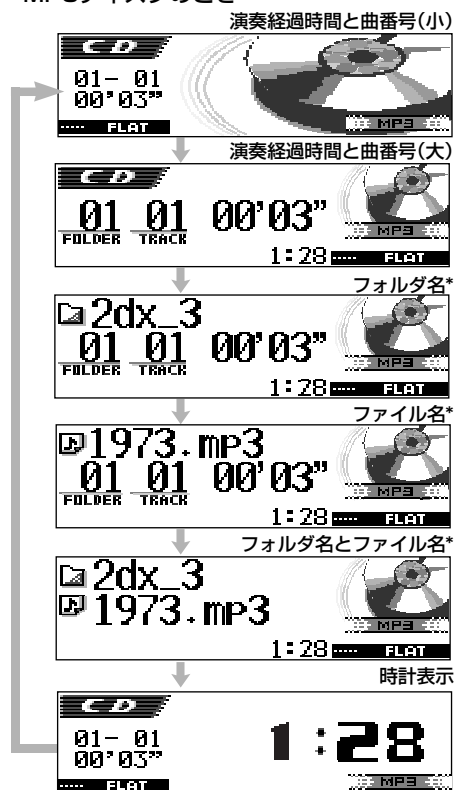 MP3ディスクのとき
演奏経過時間と曲番号(小)
CD
01- 01
00'03"
FLAT
MP3
演奏経過時間と曲番号(大)
CD
01 01 00'03"
FOLDER TRACK
MP3
1:28 FLAT
フォルダ名*
2dx_3
01 01 00'03"
FOLDER TRACK
MP3
1:28 FLAT
ファイル名*
1973.mp3
01 01 00'03"
FOLDER TRACK
MP3
1:28 FLAT
フォルダ名とファイル名*
2dx_3
1973.mp3
MP3
1:28 FLAT
時計表示
CD
01- 01
00'03"
1:28
FLAT
MP3